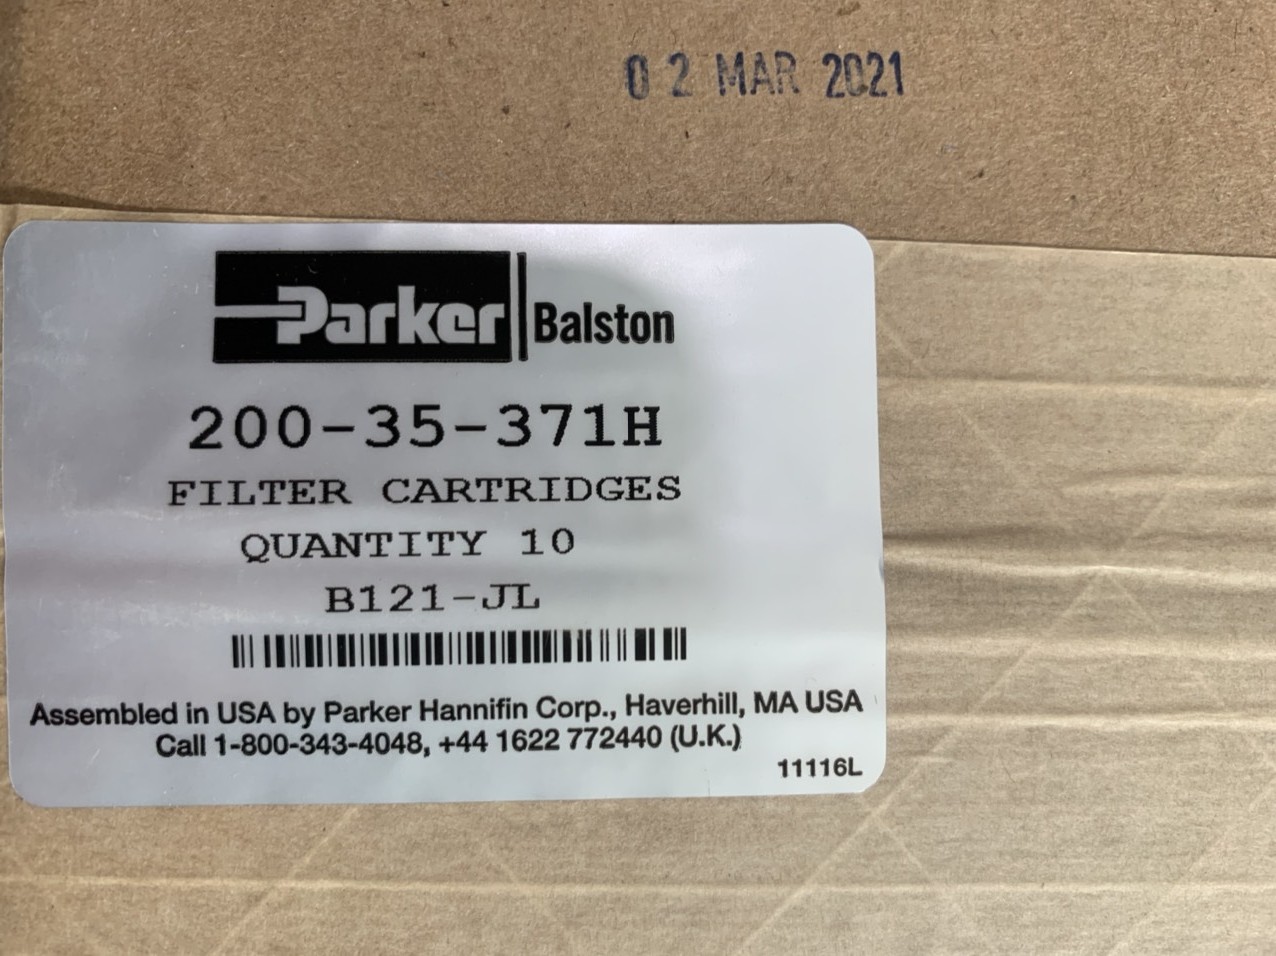 02 MAR 2021
Parker Balston
200-35-371H
FILTER CARTRIDGES
QUANTITY 10
B121-JL
Assembled in USA by Parker Hannifin Corp., Haverhill, MA USA
Call 1-800-343-4048, +44 1622 772440 (U.K.)
11116L